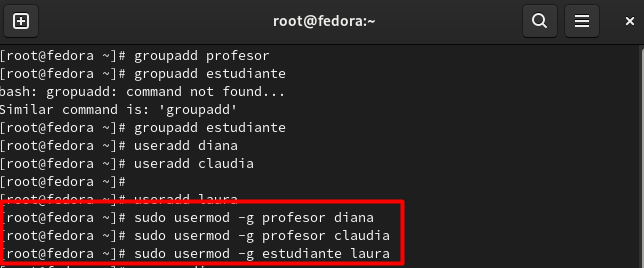 root@fedora:~
[root@fedora ~]# groupadd profesor
[root@fedora ~]# gropuadd estudiante
bash: gropuadd: command not found...
Similar command is: 'groupadd'
[root@fedora ~]# groupadd estudiante
[root@fedora ~]# useradd diana
[root@fedora ~]# useradd claudia
[root@fedora ~]#
[root@fedora ~]# useradd laura
[root@fedora ~]# sudo usermod -g profesor diana
[root@fedora ~]# sudo usermod -g profesor claudia
[root@fedora ~]# sudo usermod -g estudiante laura